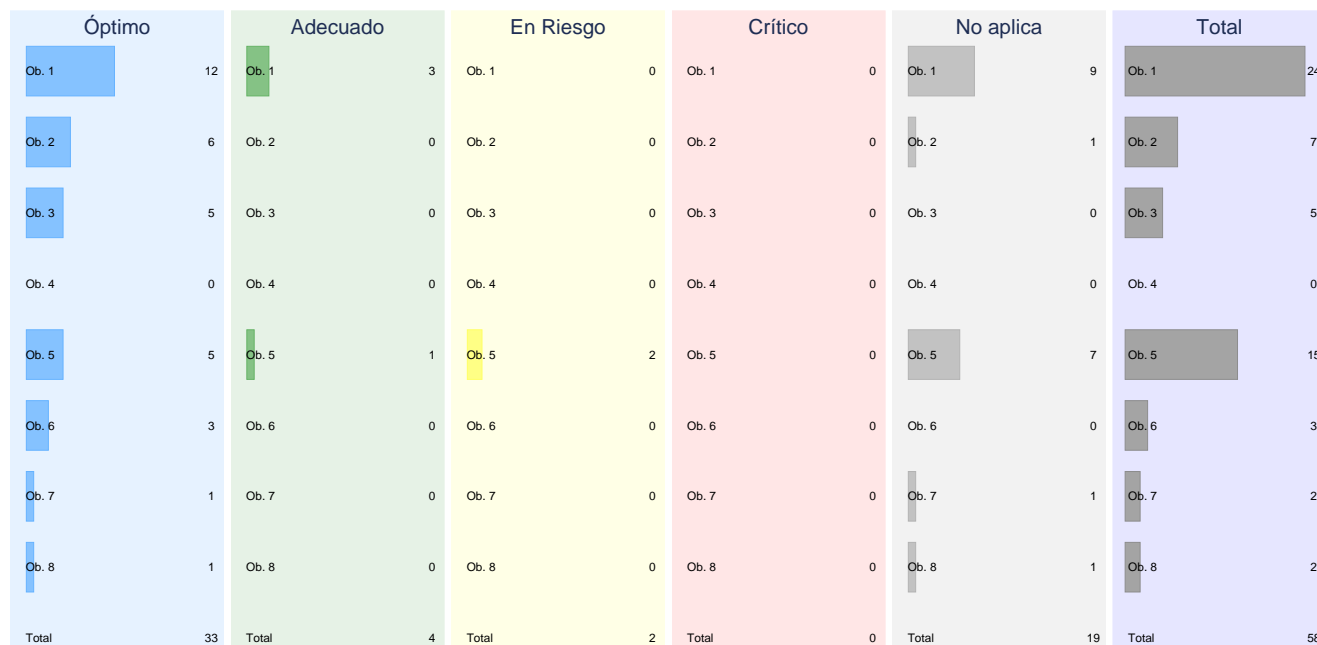 Óptimo Adecuado En Riesgo Crítico No aplica Total
Ob. 1 12 Ob. 1 3 Ob. 1 0 Ob. 1 0 Ob. 1 9 Ob. 1 24
Ob. 2 6 Ob. 2 0 Ob. 2 0 Ob. 2 0 Ob. 2 1 Ob. 2 7
Ob. 3 5 Ob. 3 0 Ob. 3 0 Ob. 3 0 Ob. 3 0 Ob. 3 5
Ob. 4 0 Ob. 4 0 Ob. 4 0 Ob. 4 0 Ob. 4 0 Ob. 4 0
Ob. 5 5 Ob. 5 1 Ob. 5 2 Ob. 5 0 Ob. 5 7 Ob. 5 15
Ob. 6 3 Ob. 6 0 Ob. 6 0 Ob. 6 0 Ob. 6 0 Ob. 6 3
Ob. 7 1 Ob. 7 0 Ob. 7 0 Ob. 7 0 Ob. 7 1 Ob. 7 2
Ob. 8 1 Ob. 8 0 Ob. 8 0 Ob. 8 0 Ob. 8 1 Ob. 8 2
Total 33 Total 4 Total 2 Total 0 Total 19 Total 58